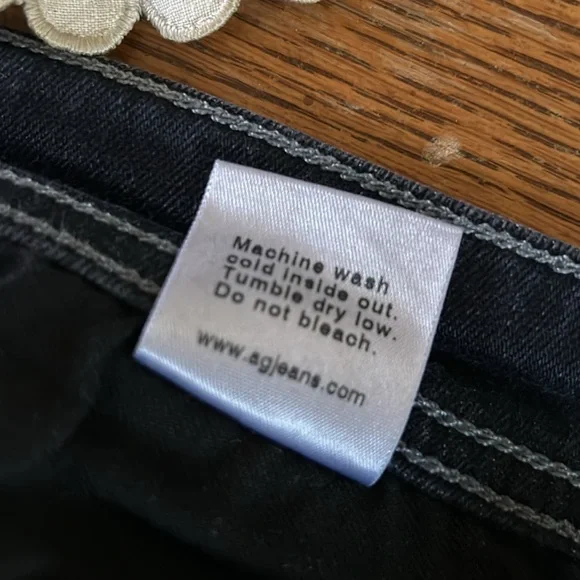 Machine wash
cold inside out.
Tumble dry low.
Do not bleach.
www.agjeans.com